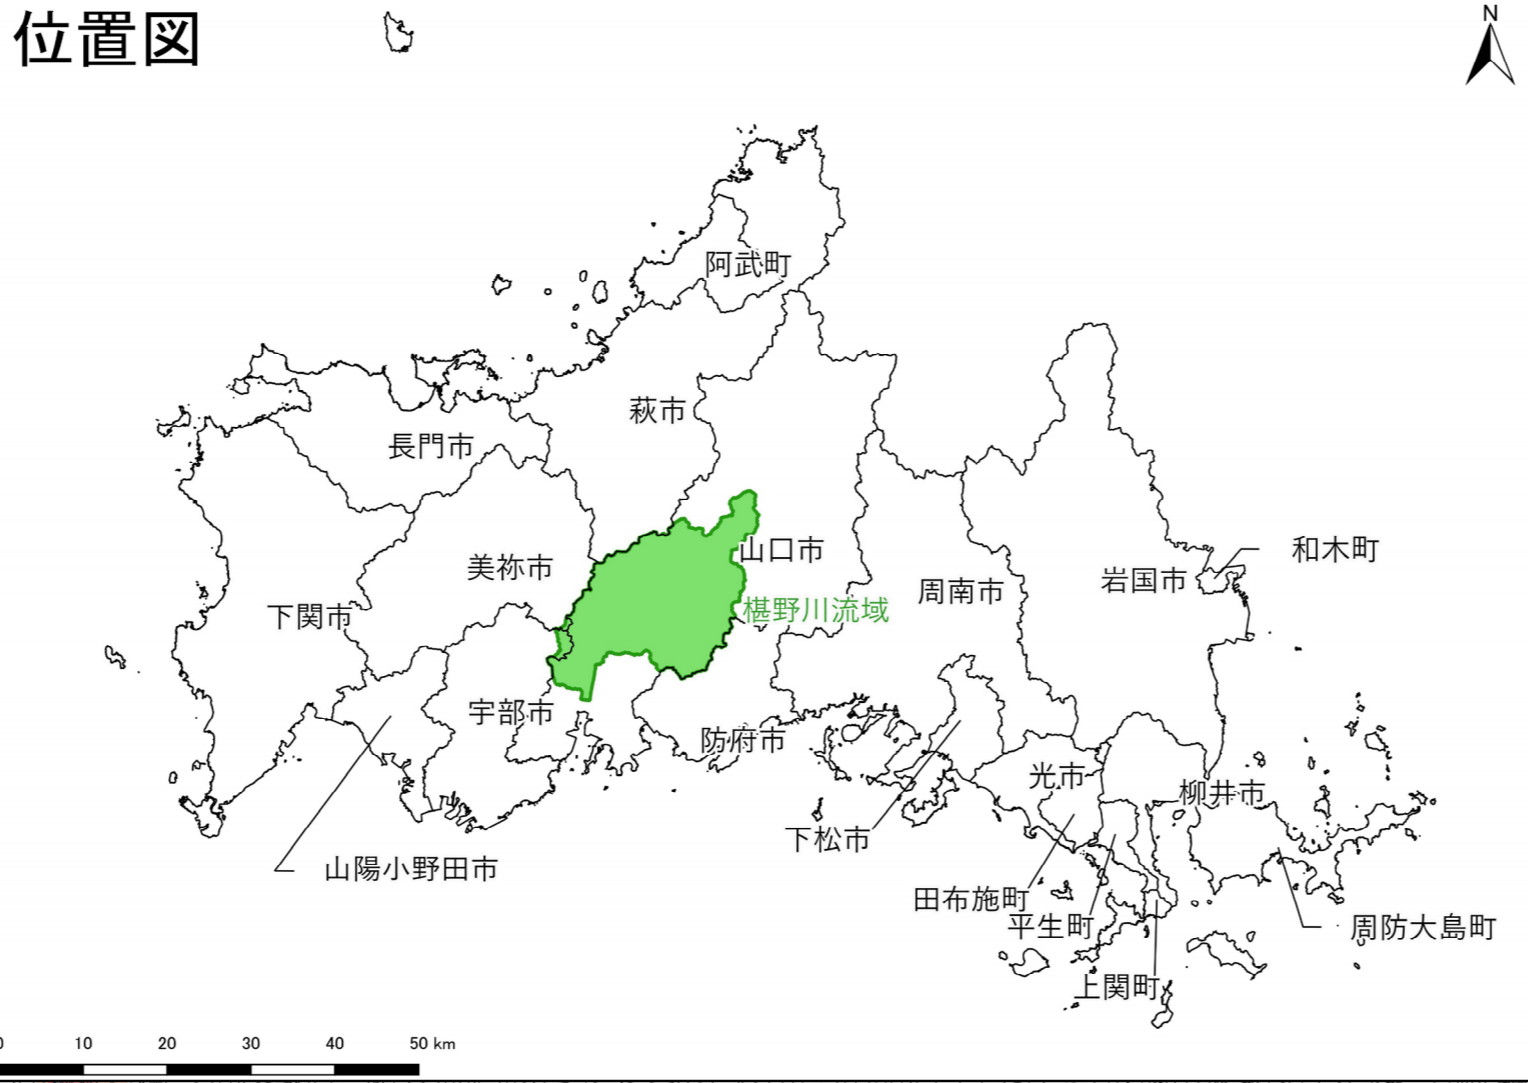 位置図
N
阿武町
萩市
長門市
山口市
和木町
美祢市
岩国市
周南市
下関市
椹野川流域
宇部市
防府市
光市
柳井市
下松市
山陽小野田市
田布施町
平生町
周防大島町
上関町
0 10 20 30 40 50 km